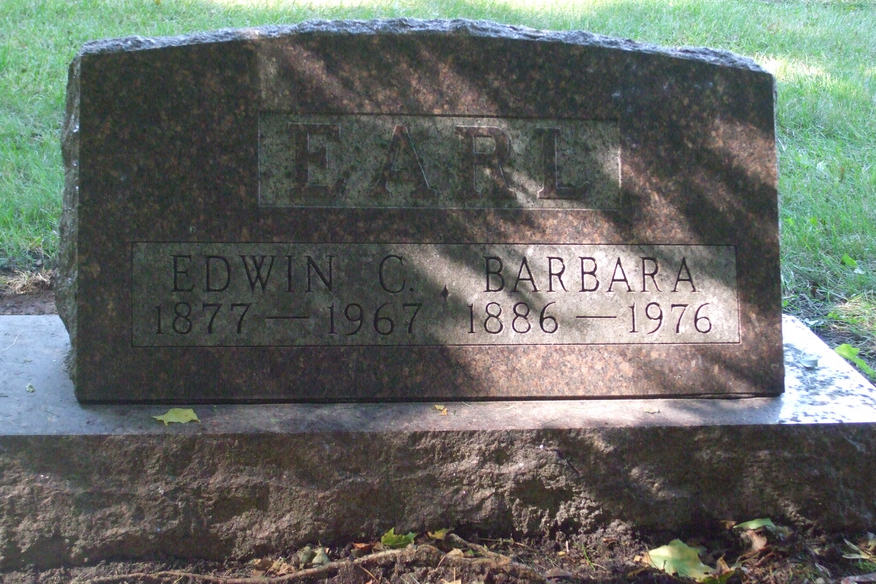 EARL
EDWIN C. BARBARA
1877 — 1967 1886 — 1976